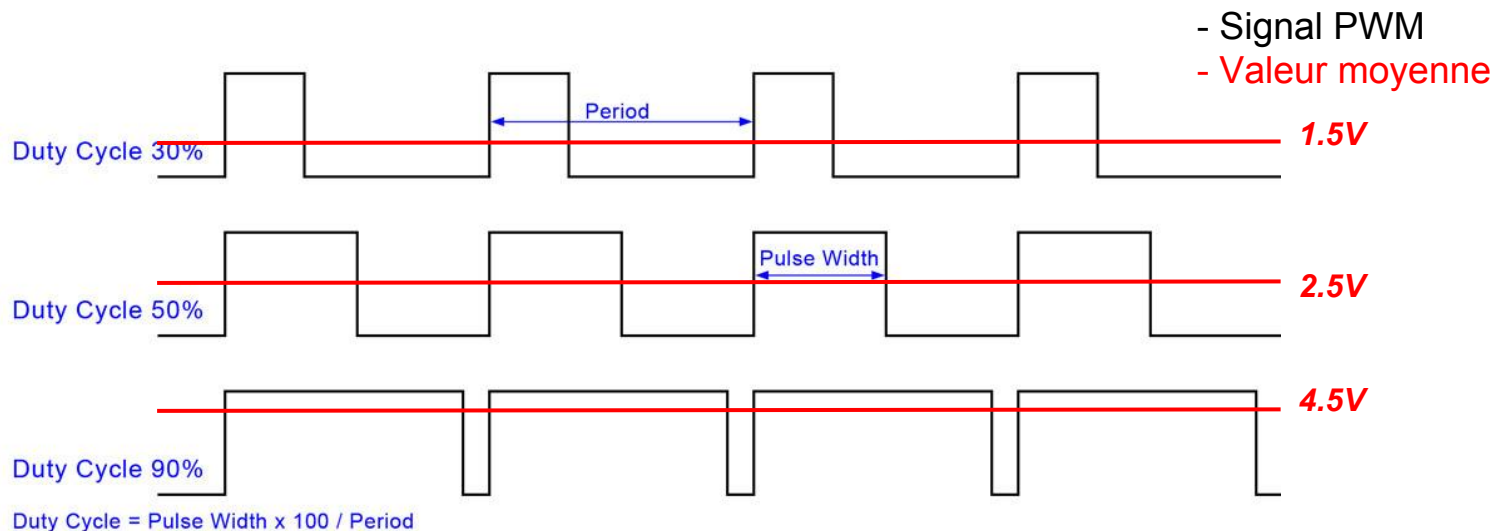 - Signal PWM
- Valeur moyenne
Period
Duty Cycle 30%
1.5V
Pulse Width
Duty Cycle 50%
2.5V
4.5V
Duty Cycle 90%
Duty Cycle = Pulse Width x 100 / Period